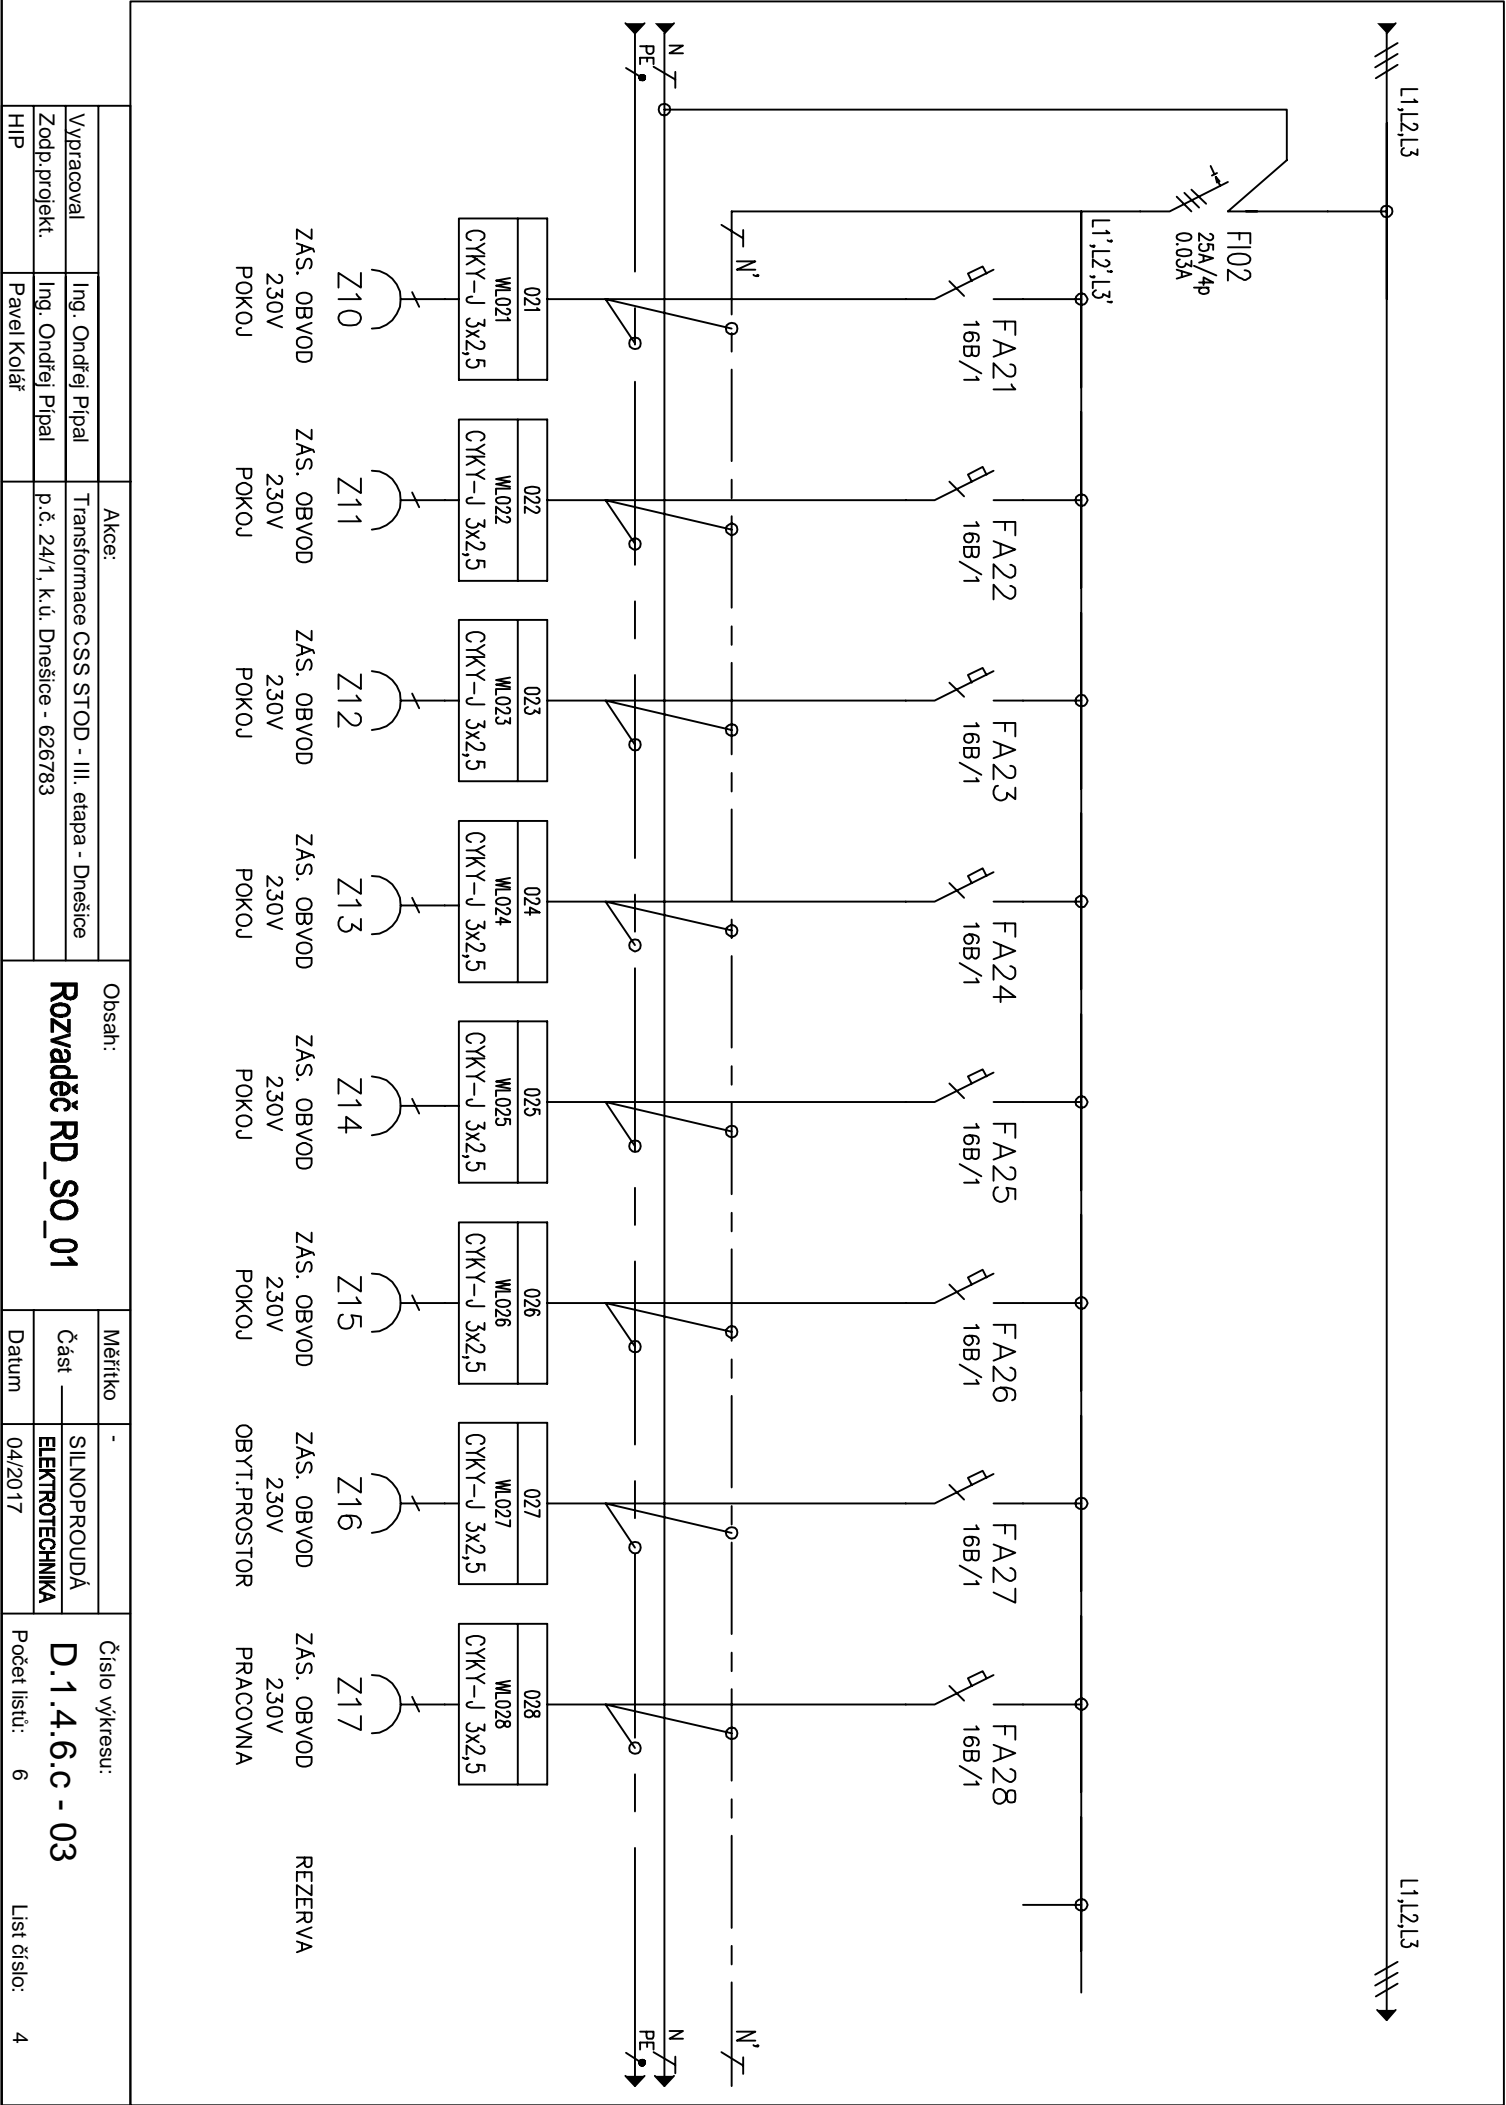 L1,L2,L3
L1,L2,L3
FI02
25A/4p
0.03A
L1',L2',L3'
FA21
16B/1
FA22
16B/1
FA23
16B/1
FA24
16B/1
FA25
16B/1
FA26
16B/1
FA27
16B/1
FA28
16B/1
N'
N'
N
PE
N
PE
021
WL021
CYKY-J 3x2,5
022
WL022
CYKY-J 3x2,5
023
WL023
CYKY-J 3x2,5
024
WL024
CYKY-J 3x2,5
025
WL025
CYKY-J 3x2,5
026
WL026
CYKY-J 3x2,5
027
WL027
CYKY-J 3x2,5
028
WL028
CYKY-J 3x2,5
Z10
ZÁS. OBVOD
230V
POKOJ
Z11
ZÁS. OBVOD
230V
POKOJ
Z12
ZÁS. OBVOD
230V
POKOJ
Z13
ZÁS. OBVOD
230V
POKOJ
Z14
ZÁS. OBVOD
230V
POKOJ
Z15
ZÁS. OBVOD
230V
POKOJ
Z16
ZÁS. OBVOD
230V
OBYT.PROSTOR
Z17
ZÁS. OBVOD
230V
PRACOVNA
REZERVA
Vypracoval
Ing. Ondřej Pípal
Zodp.projekt.
Ing. Ondřej Pípal
HIP
Pavel Kolář
Akce:
Transformace CSS STOD - III. etapa - Dnešice
p.č. 24/1, k.ú. Dnešice - 626783
Obsah:
Rozvaděč RD_SO_01
Měřítko
-
Část
SILNOPROUDÁ
ELEKTROTECHNIKA
Datum
04/2017
Číslo výkresu:
D.1.4.6.c - 03
Počet listů: 6
List číslo: 4